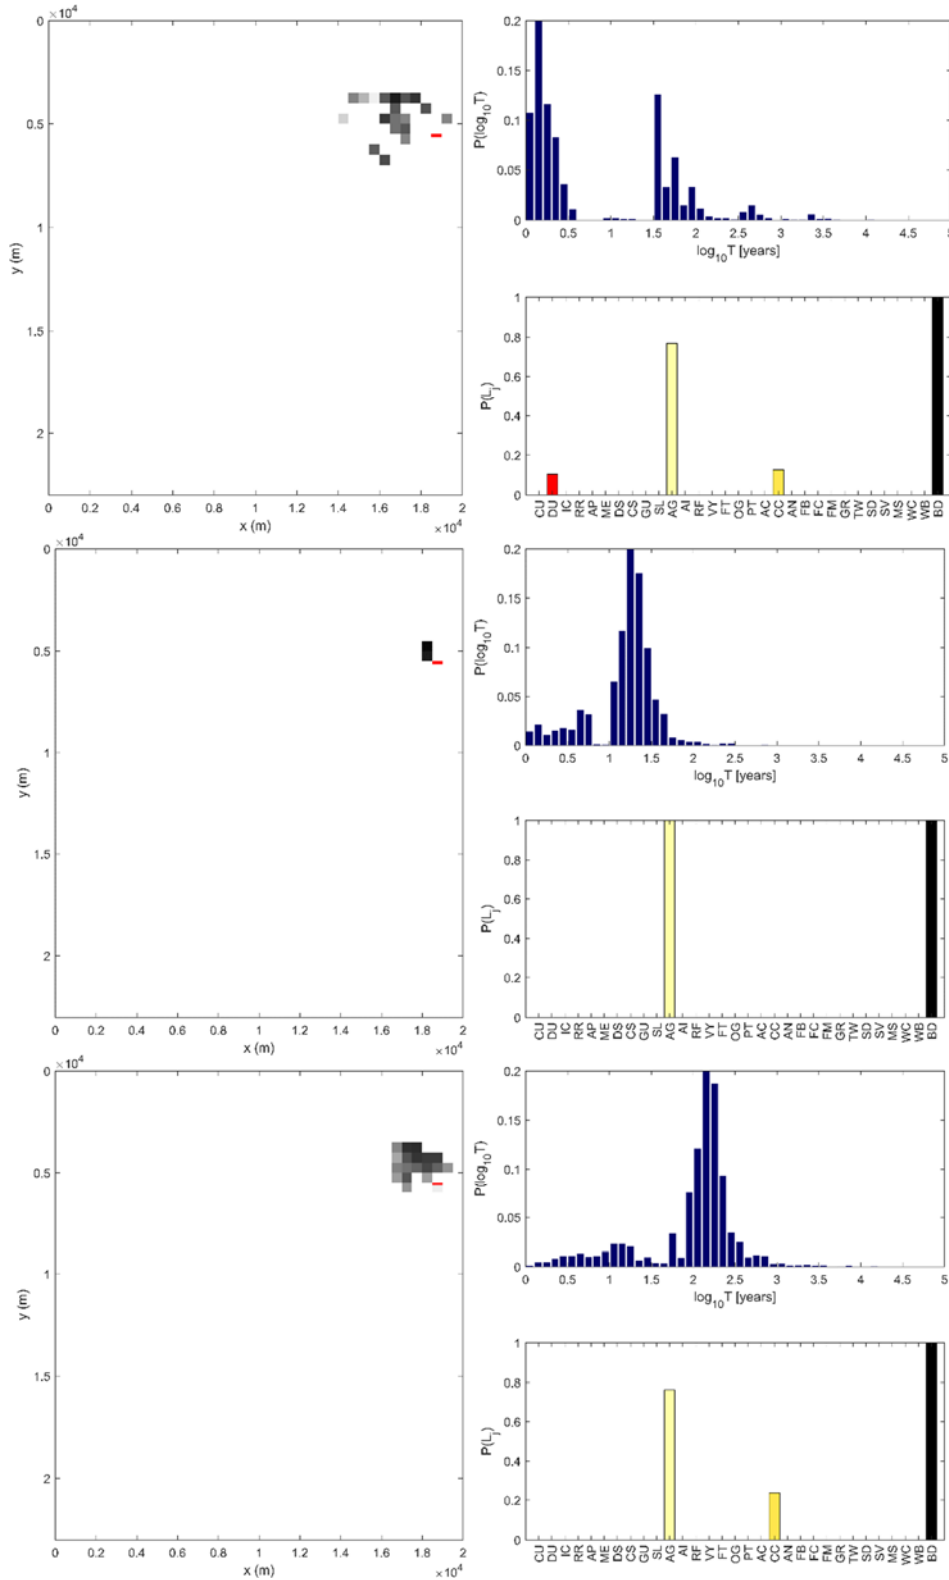 ×10⁴
0
0.5
1
1.5
2
y (m)
0 0.2 0.4 0.6 0.8 1 1.2 1.4 1.6 1.8 2
x (m)
×10⁴
0.2
0.15
0.1
0.05
0
P(log₁₀T)
0 0.5 1 1.5 2 2.5 3 3.5 4 4.5 5
log₁₀T [years]
1
0.8
0.6
0.4
0.2
0
P(Lⱼ)
CU DU IC RR AP ME DS CS GU SL AG AI RF VY FT OG PT AC CC AN FB FC FM GR TW SD SV MS WC WB BD
×10⁴
0
0.5
1
1.5
2
y (m)
0 0.2 0.4 0.6 0.8 1 1.2 1.4 1.6 1.8 2
x (m)
×10⁴
0.2
0.15
0.1
0.05
0
P(log₁₀T)
0 0.5 1 1.5 2 2.5 3 3.5 4 4.5 5
log₁₀T [years]
1
0.8
0.6
0.4
0.2
0
P(Lⱼ)
CU DU IC RR AP ME DS CS GU SL AG AI RF VY FT OG PT AC CC AN FB FC FM GR TW SD SV MS WC WB BD
×10⁴
0
0.5
1
1.5
2
y (m)
0 0.2 0.4 0.6 0.8 1 1.2 1.4 1.6 1.8 2
x (m)
×10⁴
0.2
0.15
0.1
0.05
0
P(log₁₀T)
0 0.5 1 1.5 2 2.5 3 3.5 4 4.5 5
log₁₀T [years]
1
0.8
0.6
0.4
0.2
0
P(Lⱼ)
CU DU IC RR AP ME DS CS GU SL AG AI RF VY FT OG PT AC CC AN FB FC FM GR TW SD SV MS WC WB BD